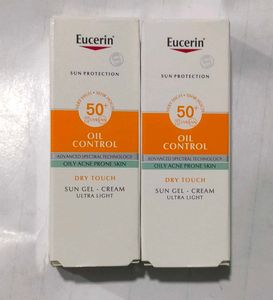 Eucerin
SUN PROTECTION
50+
OIL
CONTROL
ADVANCED SPECTRAL TECHNOLOGY
OILY ACNE PRONE SKIN
DRY TOUCH
SUN GEL - CREAM
ULTRA LIGHT
Eucerin
SUN PROTECTION
50+
OIL
CONTROL
ADVANCED SPECTRAL TECHNOLOGY
OILY ACNE PRONE SKIN
DRY TOUCH
SUN GEL - CREAM
ULTRA LIGHT